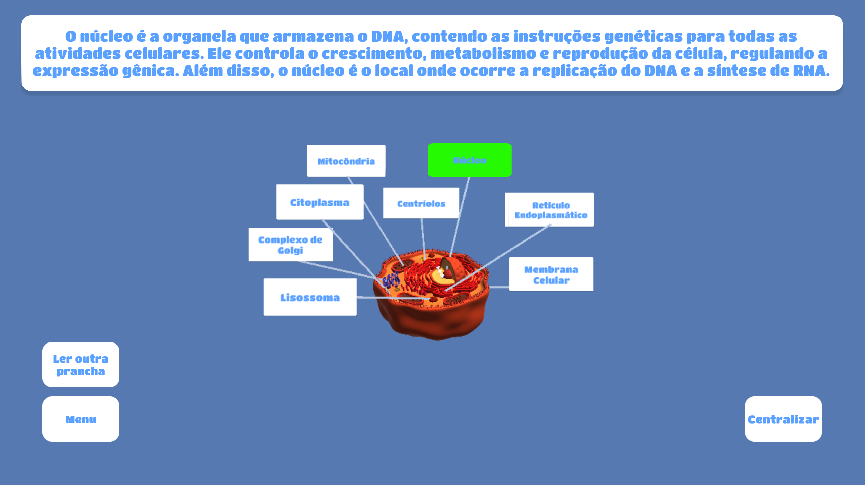 O núcleo é a organela que armazena o DNA, contendo as instruções genéticas para todas as
atividades celulares. Ele controla o crescimento, metabolismo e reprodução da célula, regulando a
expressão gênica. Além disso, o núcleo é o local onde ocorre a replicação do DNA e a síntese de RNA.
Mitocôndria
Núcleo
Citoplasma
Centríolos
Retículo
Endoplasmático
Complexo de
Golgi
Membrana
Celular
Lisossoma
Ler outra
prancha
Menu
Centralizar